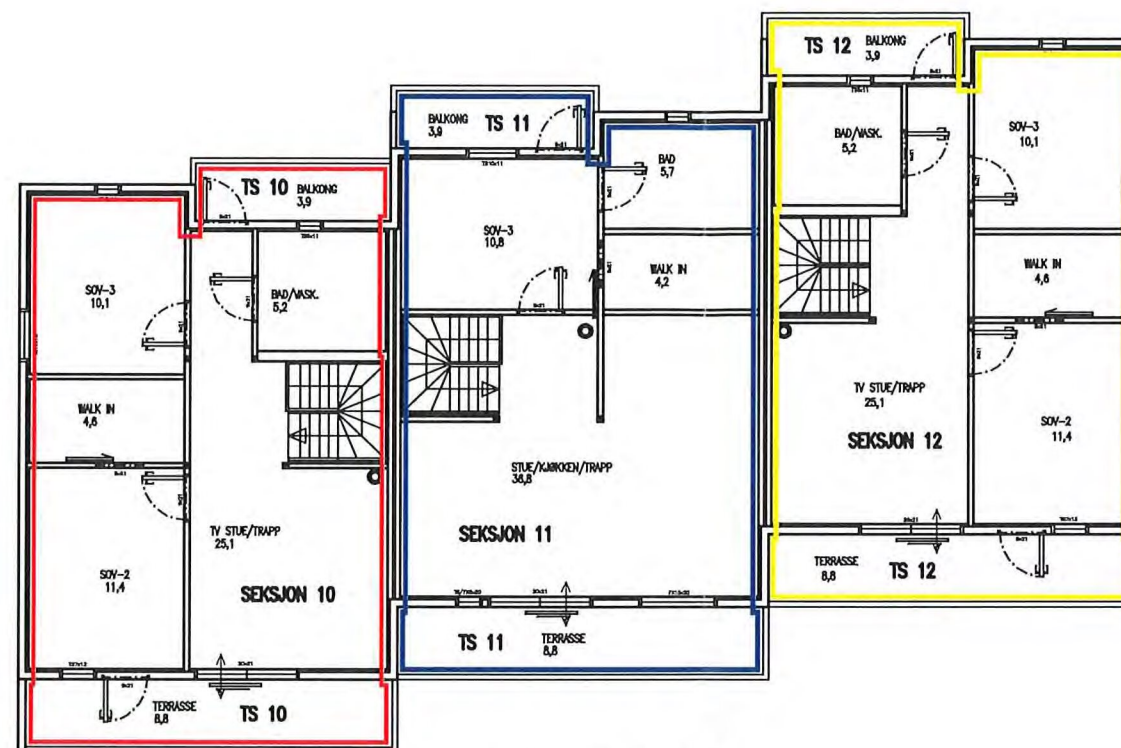 TS 10
BALKONG
3,9
SOV-3
10,1
BAD/VASK.
5,2
WALK IN
4,6
TV STUE/TRAPP
25,1
SOV-2
11,4
SEKSJON 10
TERRASSE
8,8
TS 10
BALKONG
3,9
TS 11
BAD
5,7
SOV-3
10,8
WALK IN
4,2
STUE/KJØKKEN/TRAPP
36,8
SEKSJON 11
TS 11
TERRASSE
8,8
TS 12
BALKONG
3,9
BAD/VASK.
5,2
SOV-3
10,1
WALK IN
4,6
TV STUE/TRAPP
25,1
SEKSJON 12
SOV-2
11,4
TERRASSE
8,8
TS 12